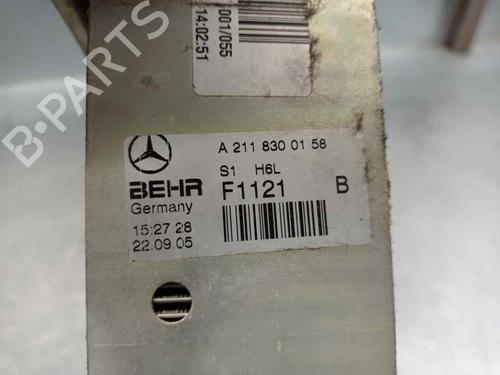 001/055
14:02:51
A 211 830 01 58
S1 H6L
BEHR F1121 B
Germany
15:27 28
22.09.05
B-PARTS